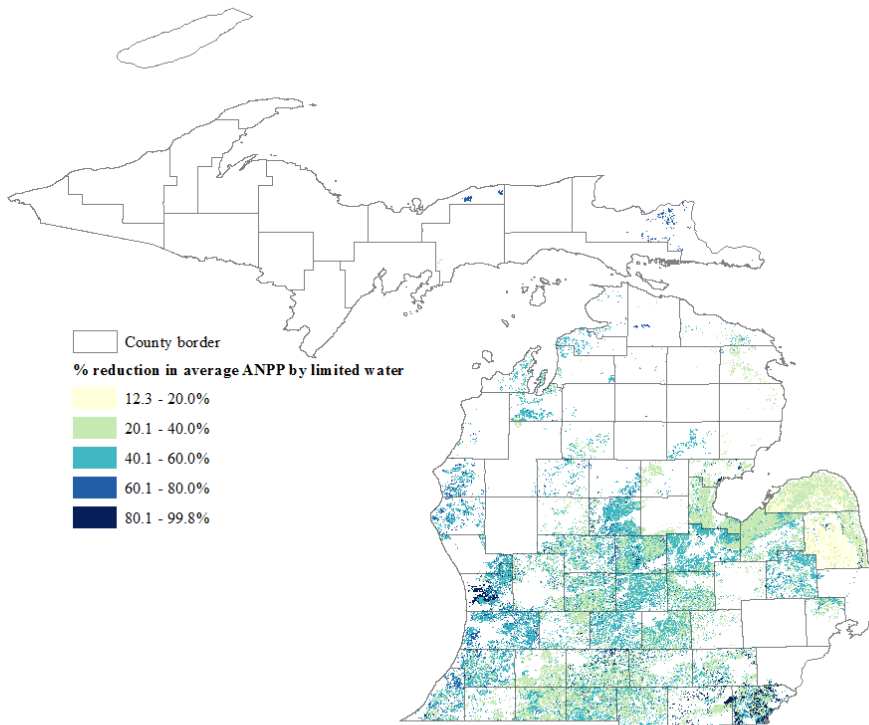 County border
% reduction in average ANPP by limited water
12.3 - 20.0%
20.1 - 40.0%
40.1 - 60.0%
60.1 - 80.0%
80.1 - 99.8%